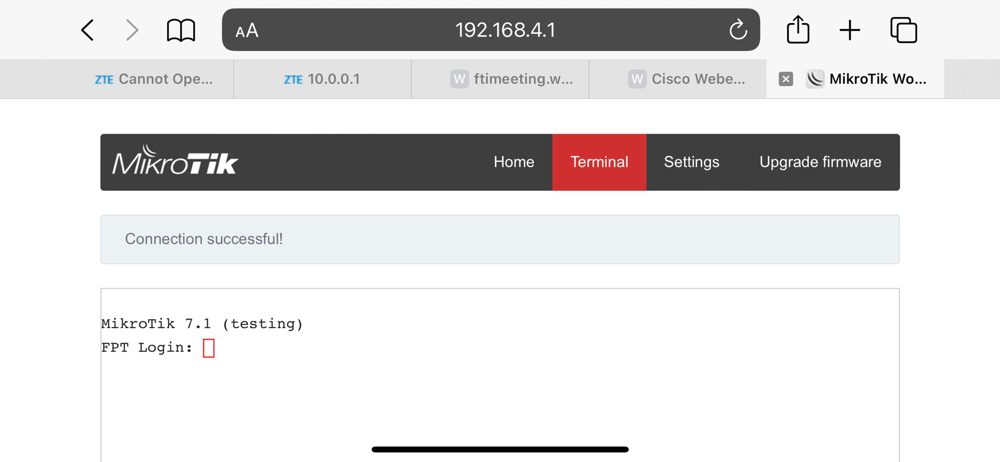 AA 192.168.4.1
ZTE Cannot Ope... ZTE 10.0.0.1 W ftimeeting.w... W Cisco Webe... MikroTik Wo...
MikroTik Home Terminal Settings Upgrade firmware
Connection successful!
MikroTik 7.1 (testing)
FPT Login: